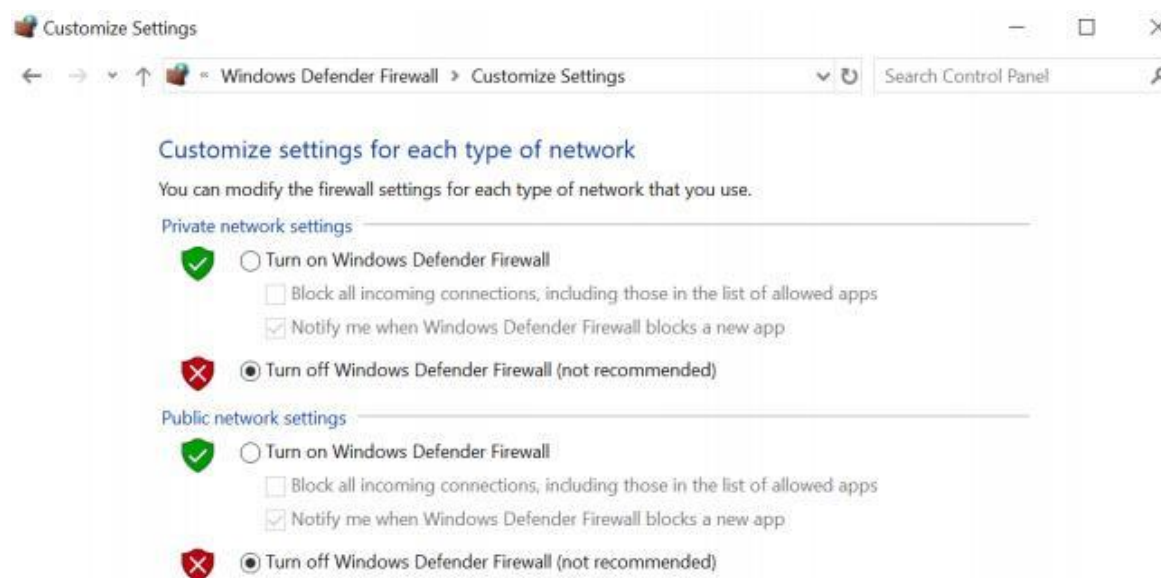 Customize Settings
« Windows Defender Firewall > Customize Settings
Search Control Panel
Customize settings for each type of network
You can modify the firewall settings for each type of network that you use.
Private network settings
Turn on Windows Defender Firewall
Block all incoming connections, including those in the list of allowed apps
Notify me when Windows Defender Firewall blocks a new app
Turn off Windows Defender Firewall (not recommended)
Public network settings
Turn on Windows Defender Firewall
Block all incoming connections, including those in the list of allowed apps
Notify me when Windows Defender Firewall blocks a new app
Turn off Windows Defender Firewall (not recommended)